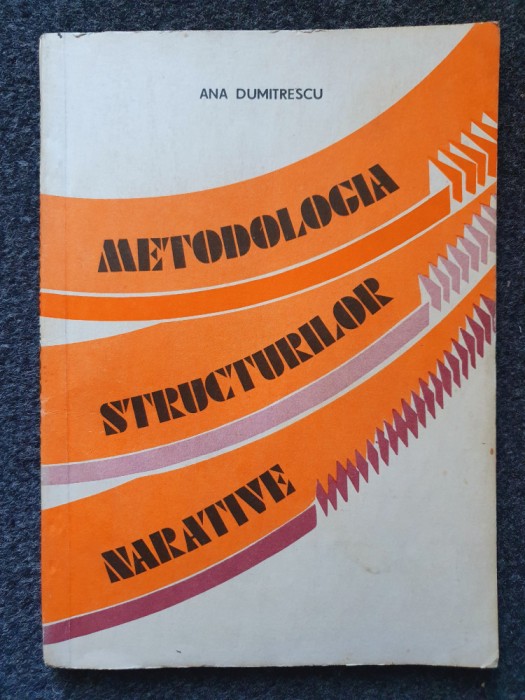 ANA DUMITRESCU
METODOLOGIA
STRUCTURILOR
NARATIVE